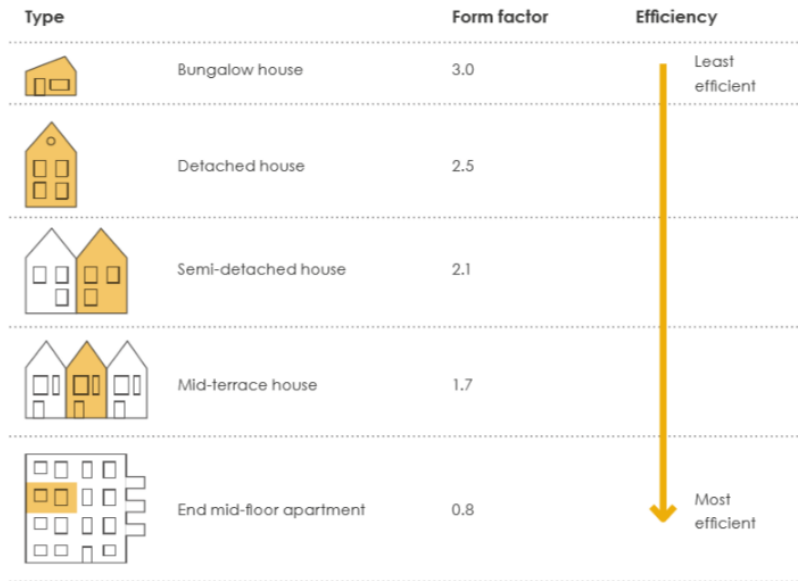 Type Form factor Efficiency
Bungalow house 3.0 Least
efficient
Detached house 2.5
Semi-detached house 2.1
Mid-terrace house 1.7
End mid-floor apartment 0.8 Most
efficient